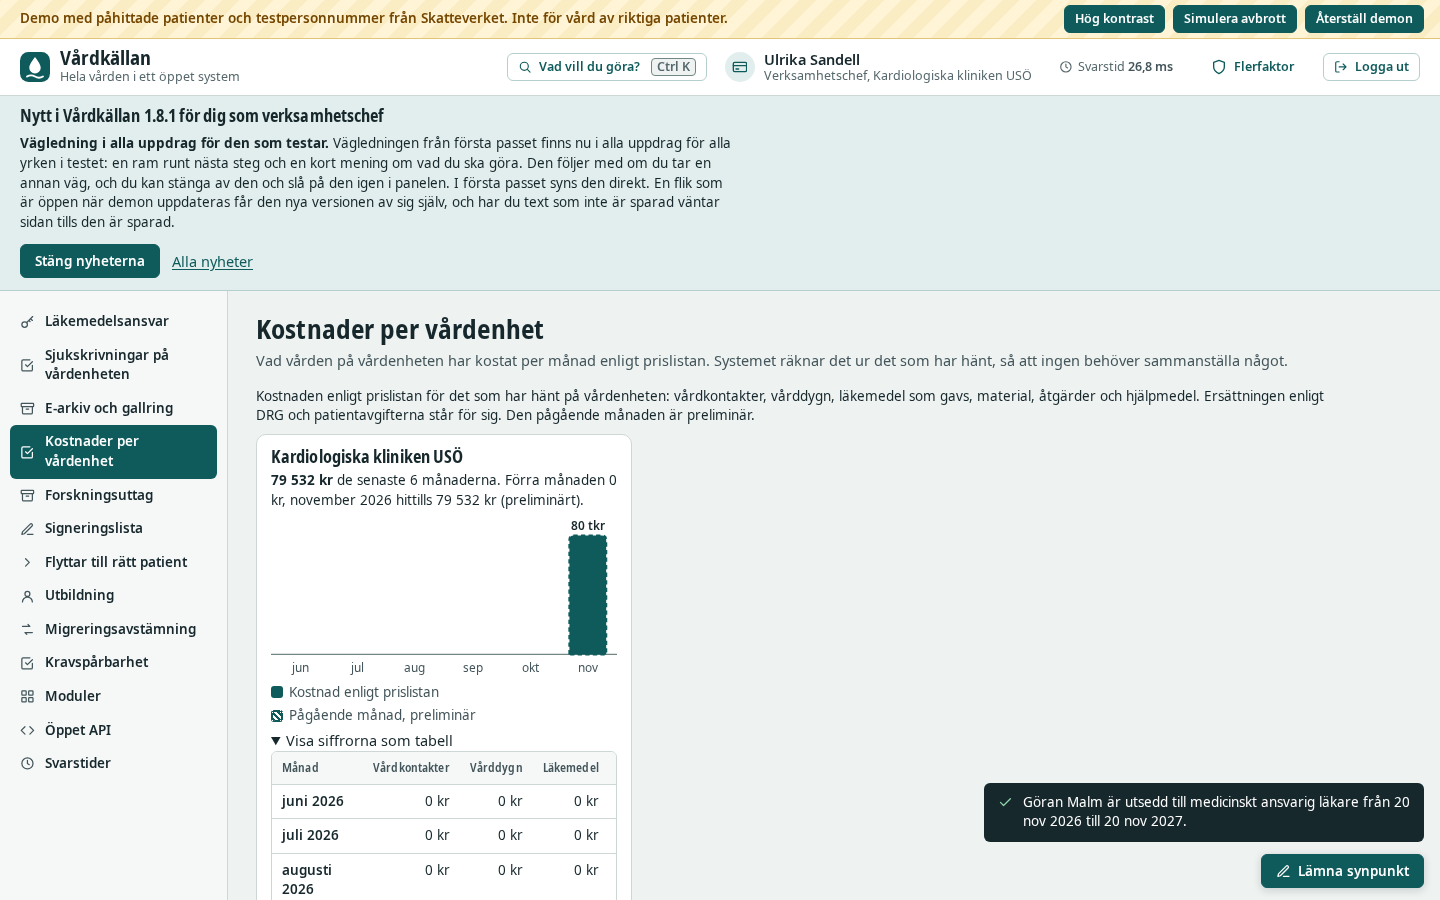 Demo med påhittade patienter och testpersonnummer från Skatteverket. Inte för vård av riktiga patienter.
Hög kontrast
Simulera avbrott
Återställ demon
Vårdkällan
Hela vården i ett öppet system
Vad vill du göra? Ctrl K
Ulrika Sandell
Verksamhetschef, Kardiologiska kliniken USÖ
Svarstid 26,8 ms
Flerfaktor
Logga ut
Nytt i Vårdkällan 1.8.1 för dig som verksamhetschef
Vägledning i alla uppdrag för den som testar. Vägledningen från första passet finns nu i alla uppdrag för alla
yrken i testet: en ram runt nästa steg och en kort mening om vad du ska göra. Den följer med om du tar en
annan väg, och du kan stänga av den och slå på den igen i panelen. I första passet syns den direkt. En flik som
är öppen när demon uppdateras får den nya versionen av sig själv, och har du text som inte är sparad väntar
sidan tills den är sparad.
Stäng nyheterna
Alla nyheter
Läkemedelsansvar
Sjukskrivningar på
vårdenheten
E-arkiv och gallring
Kostnader per
vårdenhet
Forskningsuttag
Signeringslista
Flyttar till rätt patient
Utbildning
Migreringsavstämning
Kravspårbarhet
Moduler
Öppet API
Svarstider
Kostnader per vårdenhet
Vad vården på vårdenheten har kostat per månad enligt prislistan. Systemet räknar det ur det som har hänt, så att ingen behöver sammanställa något.
Kostnaden enligt prislistan för det som har hänt på vårdenheten: vårdkontakter, vårddygn, läkemedel som gavs, material, åtgärder och hjälpmedel. Ersättningen enligt
DRG och patientavgifterna står för sig. Den pågående månaden är preliminär.
Kardiologiska kliniken USÖ
79 532 kr de senaste 6 månaderna. Förra månaden 0
kr, november 2026 hittills 79 532 kr (preliminärt).
80 tkr
jun jul aug sep okt nov
Kostnad enligt prislistan
Pågående månad, preliminär
Visa siffrorna som tabell
Månad Vårdkontakter Vårddygn Läkemedel
juni 2026 0 kr 0 kr 0 kr
juli 2026 0 kr 0 kr 0 kr
augusti 0 kr 0 kr 0 kr
2026
Göran Malm är utsedd till medicinskt ansvarig läkare från 20
nov 2026 till 20 nov 2027.
Lämna synpunkt